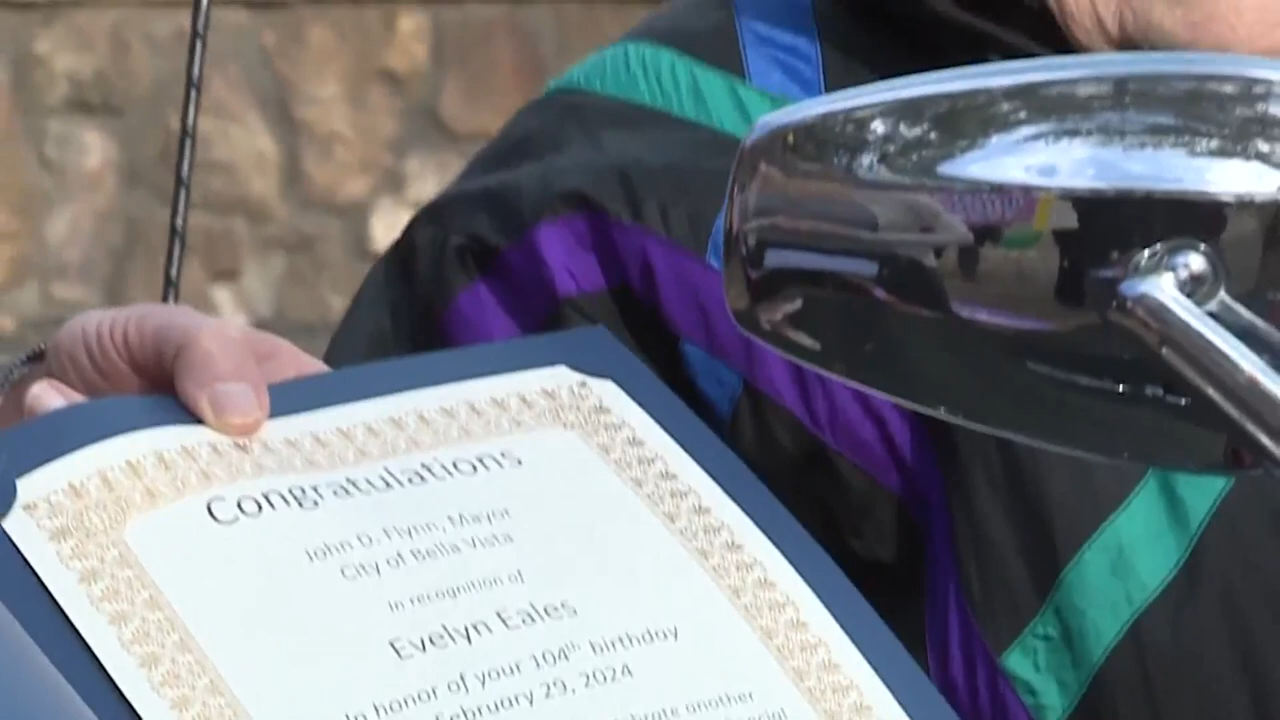 Congratulations
John D. Flynn, Mayor
City of Bella Vista
In recognition of
Evelyn Eales
In honor of your 104th birthday
February 29, 2024
another